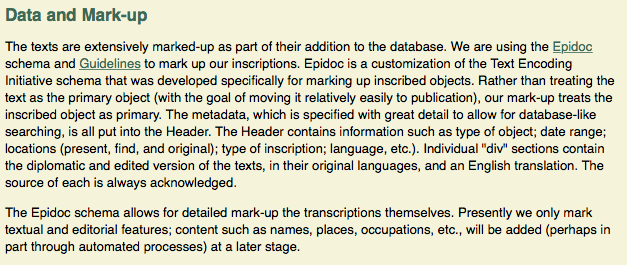 Data and Mark-up
The texts are extensively marked-up as part of their addition to the database. We are using the Epidoc
schema and Guidelines to mark up our inscriptions. Epidoc is a customization of the Text Encoding
Initiative schema that was developed specifically for marking up inscribed objects. Rather than treating the
text as the primary object (with the goal of moving it relatively easily to publication), our mark-up treats the
inscribed object as primary. The metadata, which is specified with great detail to allow for database-like
searching, is all put into the Header. The Header contains information such as type of object; date range;
locations (present, find, and original); type of inscription; language, etc.). Individual "div" sections contain
the diplomatic and edited version of the texts, in their original languages, and an English translation. The
source of each is always acknowledged.
The Epidoc schema allows for detailed mark-up the transcriptions themselves. Presently we only mark
textual and editorial features; content such as names, places, occupations, etc., will be added (perhaps in
part through automated processes) at a later stage.